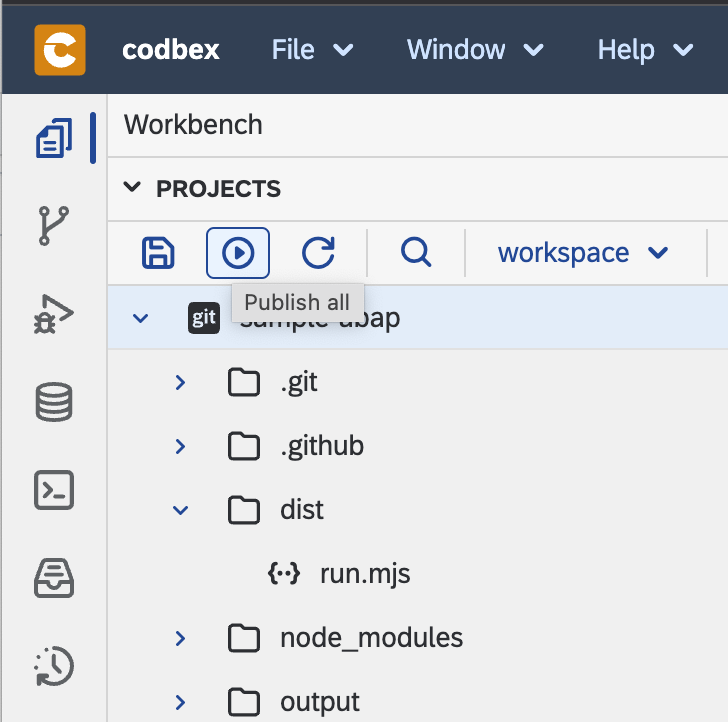 codbex File Window Help
Workbench
PROJECTS
workspace
Publish all
git sample-abap
.git
.github
dist
run.mjs
node_modules
output